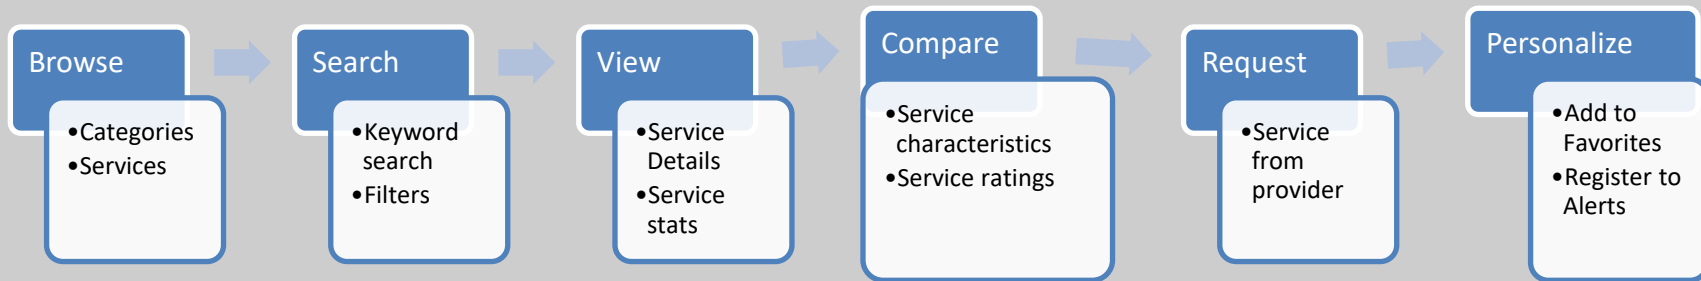 Browse
•Categories
•Services
Search
•Keyword
search
•Filters
View
•Service
Details
•Service
stats
Compare
•Service
characteristics
•Service ratings
Request
•Service
from
provider
Personalize
•Add to
Favorites
•Register to
Alerts